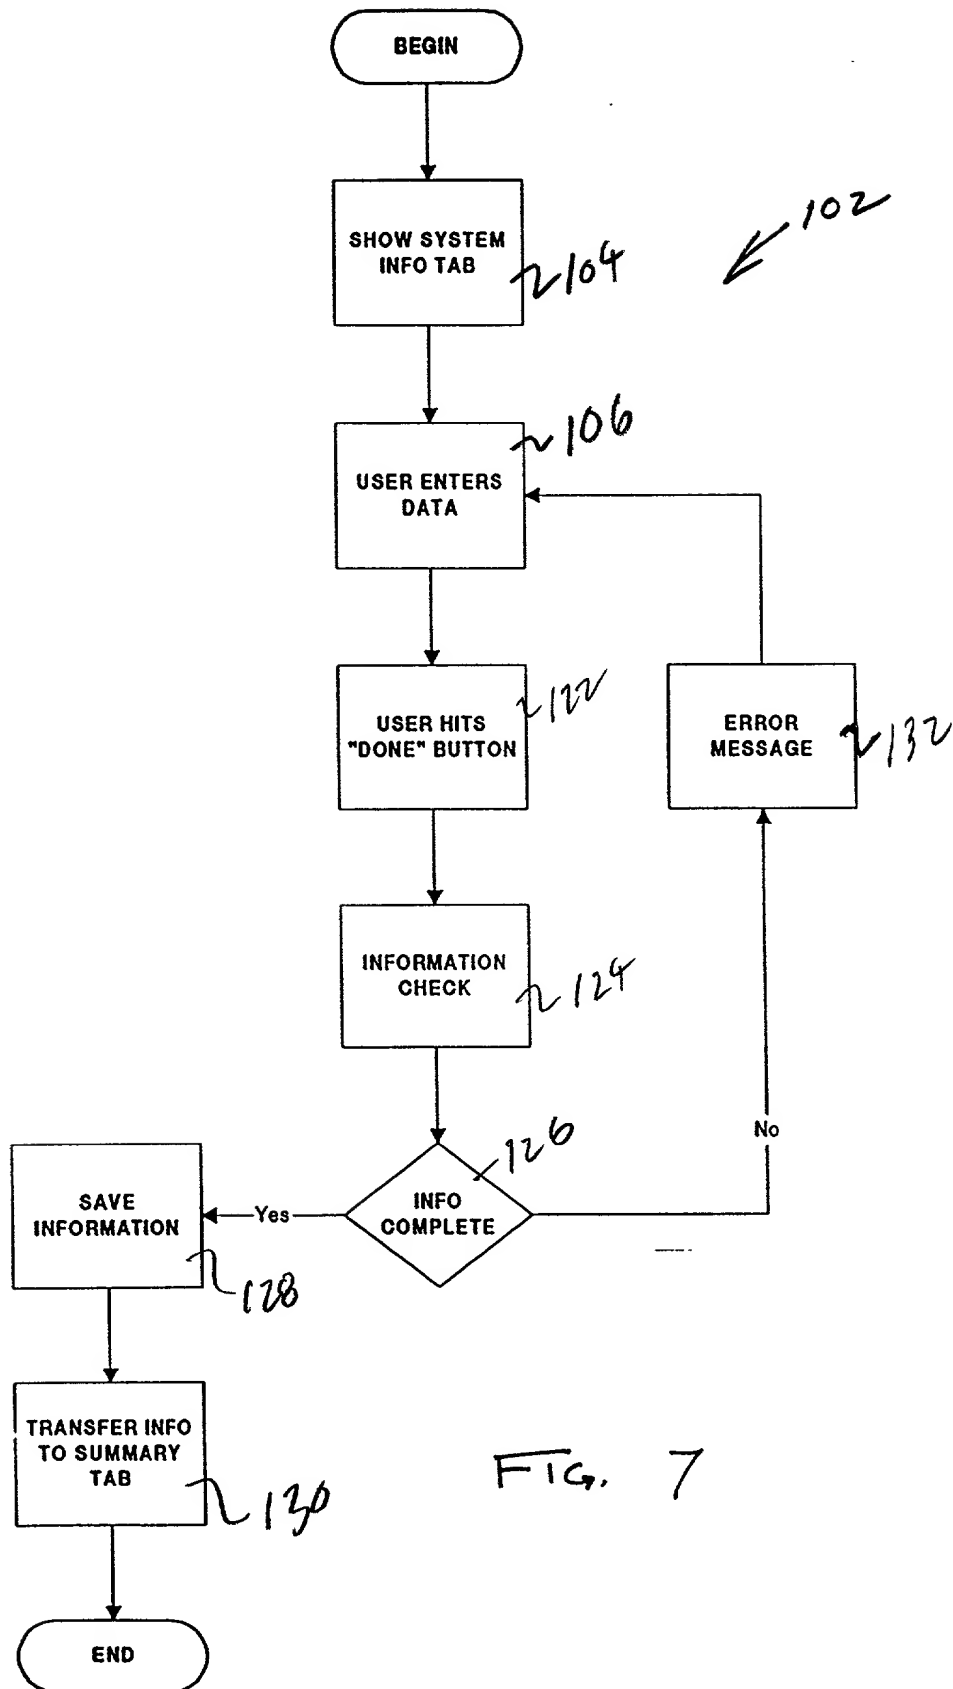 BEGIN
102
SHOW SYSTEM
INFO TAB
104
106
USER ENTERS
DATA
122
USER HITS
"DONE" BUTTON
ERROR
MESSAGE
132
INFORMATION
CHECK
124
126
No
INFO
COMPLETE
Yes
SAVE
INFORMATION
128
TRANSFER INFO
TO SUMMARY
TAB
130
FIG. 7
END